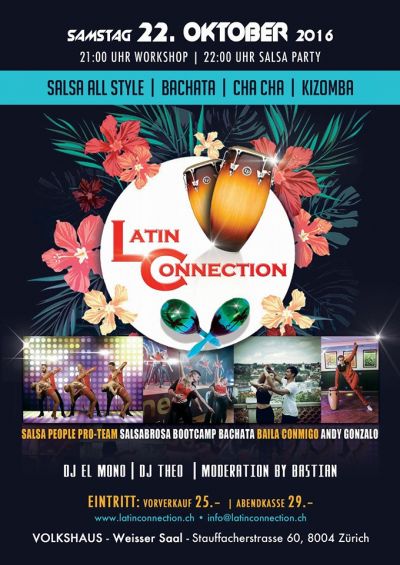 SAMSTAG 22. OKTOBER 2016
21:00 UHR WORKSHOP | 22:00 UHR SALSA PARTY
SALSA ALL STYLE | BACHATA | CHA CHA | KIZOMBA
LATIN
CONNECTION
SALSA PEOPLE PRO-TEAM SALSABROSA BOOTCAMP BACHATA BAILA CONMIGO ANDY GONZALO
DJ EL MONO | DJ THEO | MODERATION BY BASTIAN
EINTRITT: VORVERKAUF 25.- | ABENDKASSE 29.-
www.latinconnection.ch • info@latinconnection.ch
VOLKSHAUS - Weisser Saal - Stauffacherstrasse 60, 8004 Zürich